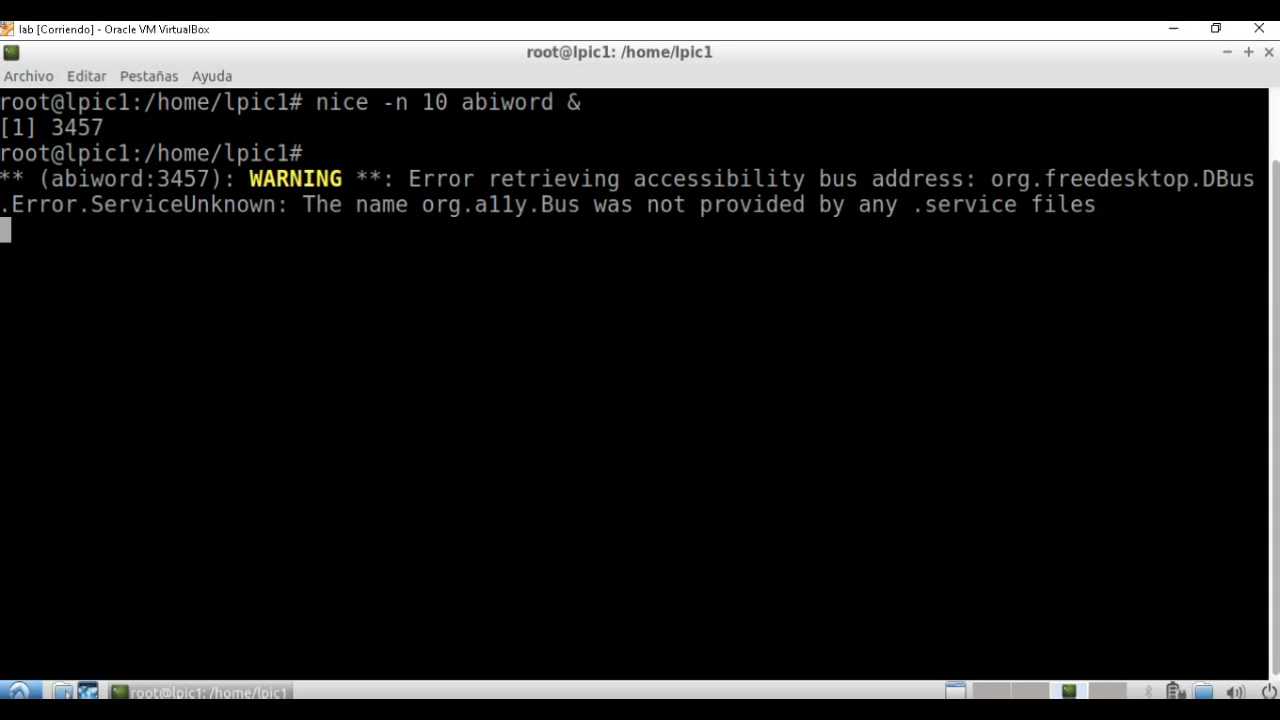 lab [Corriendo] - Oracle VM VirtualBox
root@lpic1: /home/lpic1
Archivo Editar Pestañas Ayuda
root@lpic1:/home/lpic1# nice -n 10 abiword &
[1] 3457
root@lpic1:/home/lpic1#
** (abiword:3457): WARNING **: Error retrieving accessibility bus address: org.freedesktop.DBus
.Error.ServiceUnknown: The name org.a11y.Bus was not provided by any .service files
root@lpic1: /home/lpic1